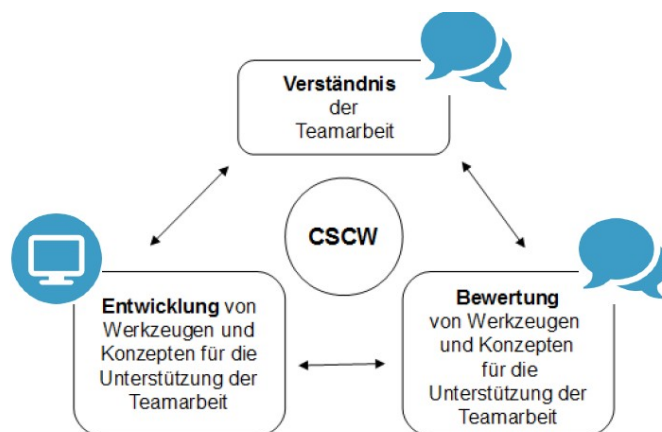 Verständnis
der
Teamarbeit
CSCW
Entwicklung von
Werkzeugen und
Konzepten für die
Unterstützung der
Teamarbeit
Bewertung
von Werkzeugen
und Konzepten
für die
Unterstützung der
Teamarbeit